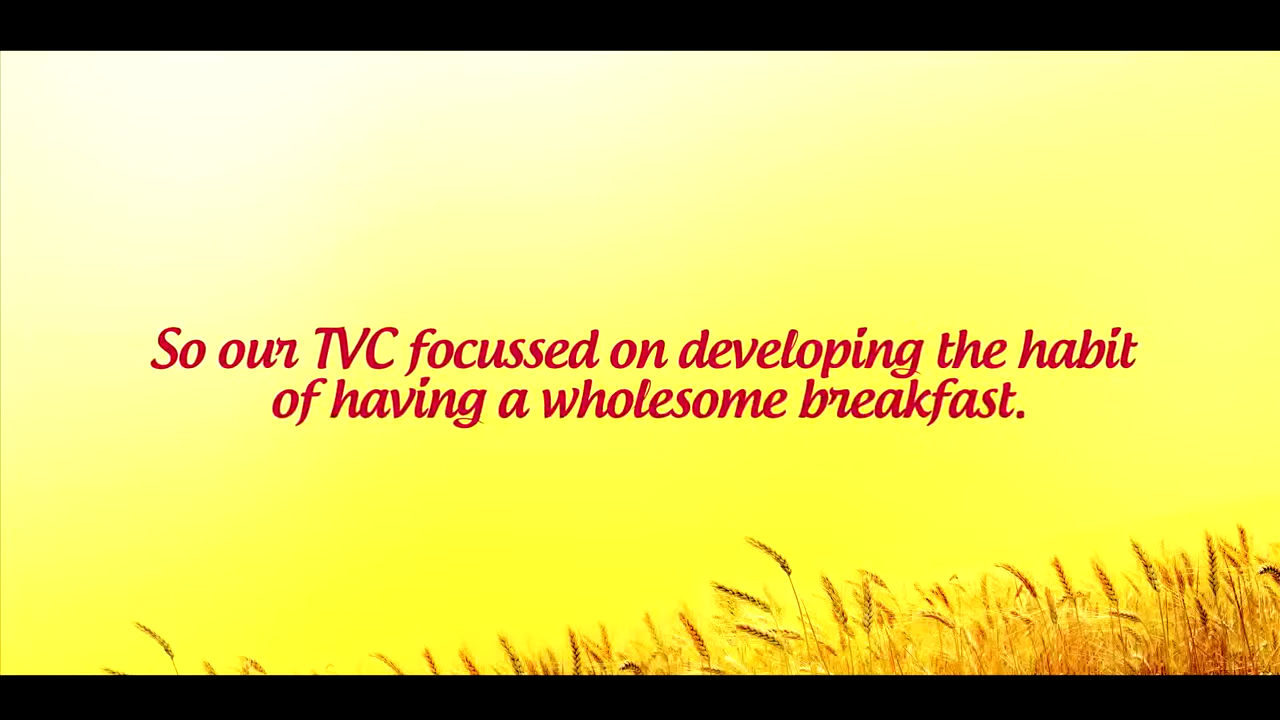 So our TVC focussed on developing the habit
of having a wholesome breakfast.